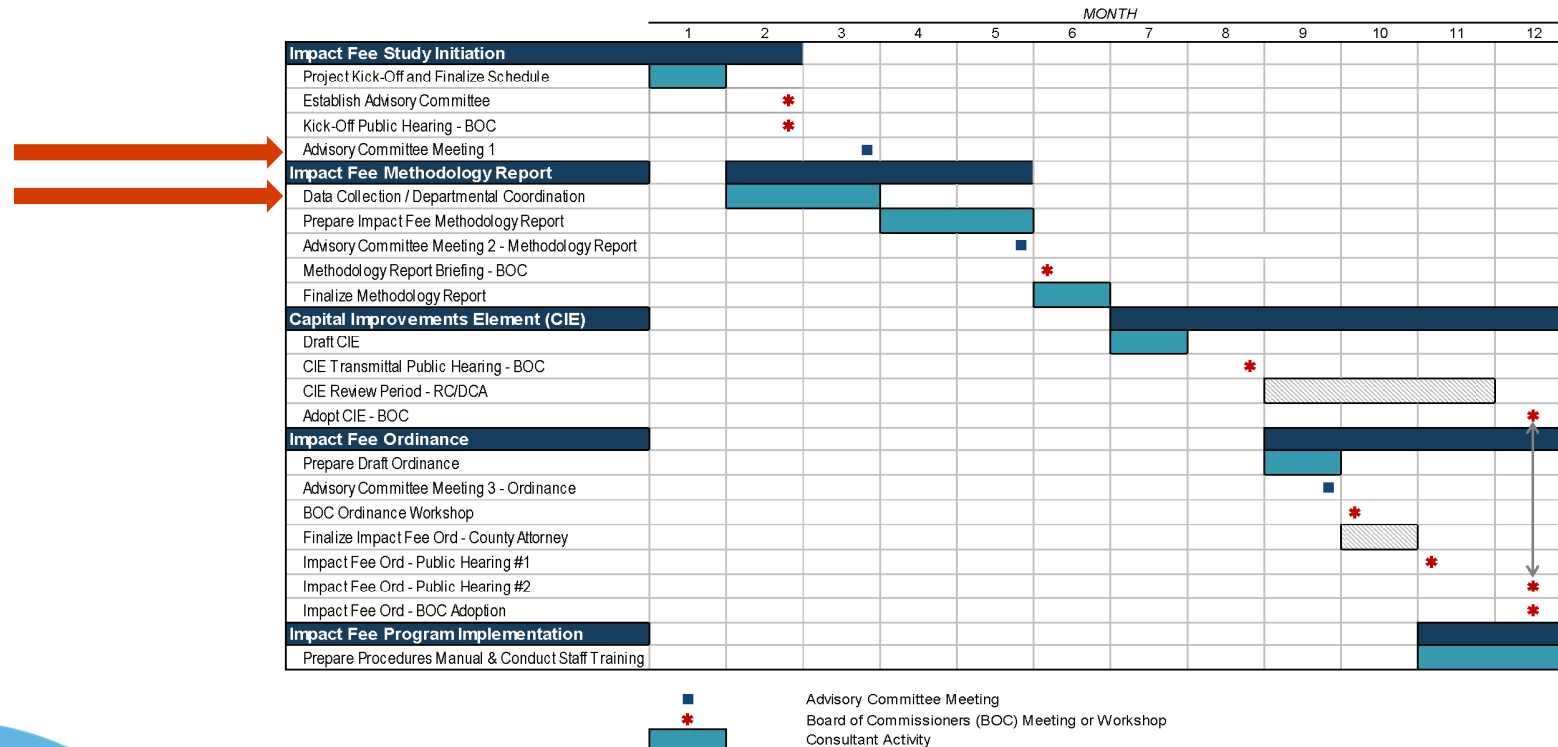 MONTH
1 2 3 4 5 6 7 8 9 10 11 12
Impact Fee Study Initiation
Project Kick-Off and Finalize Schedule
Establish Advisory Committee
Kick-Off Public Hearing - BOC
Advisory Committee Meeting 1
Impact Fee Methodology Report
Data Collection / Departmental Coordination
Prepare Impact Fee Methodology Report
Advisory Committee Meeting 2 - Methodology Report
Methodology Report Briefing - BOC
Finalize Methodology Report
Capital Improvements Element (CIE)
Draft CIE
CIE Transmittal Public Hearing - BOC
CIE Review Period - RC/DCA
Adopt CIE - BOC
Impact Fee Ordinance
Prepare Draft Ordinance
Advisory Committee Meeting 3 - Ordinance
BOC Ordinance Workshop
Finalize Impact Fee Ord - County Attorney
Impact Fee Ord - Public Hearing #1
Impact Fee Ord - Public Hearing #2
Impact Fee Ord - BOC Adoption
Impact Fee Program Implementation
Prepare Procedures Manual & Conduct Staff Training
Advisory Committee Meeting
Board of Commissioners (BOC) Meeting or Workshop
Consultant Activity